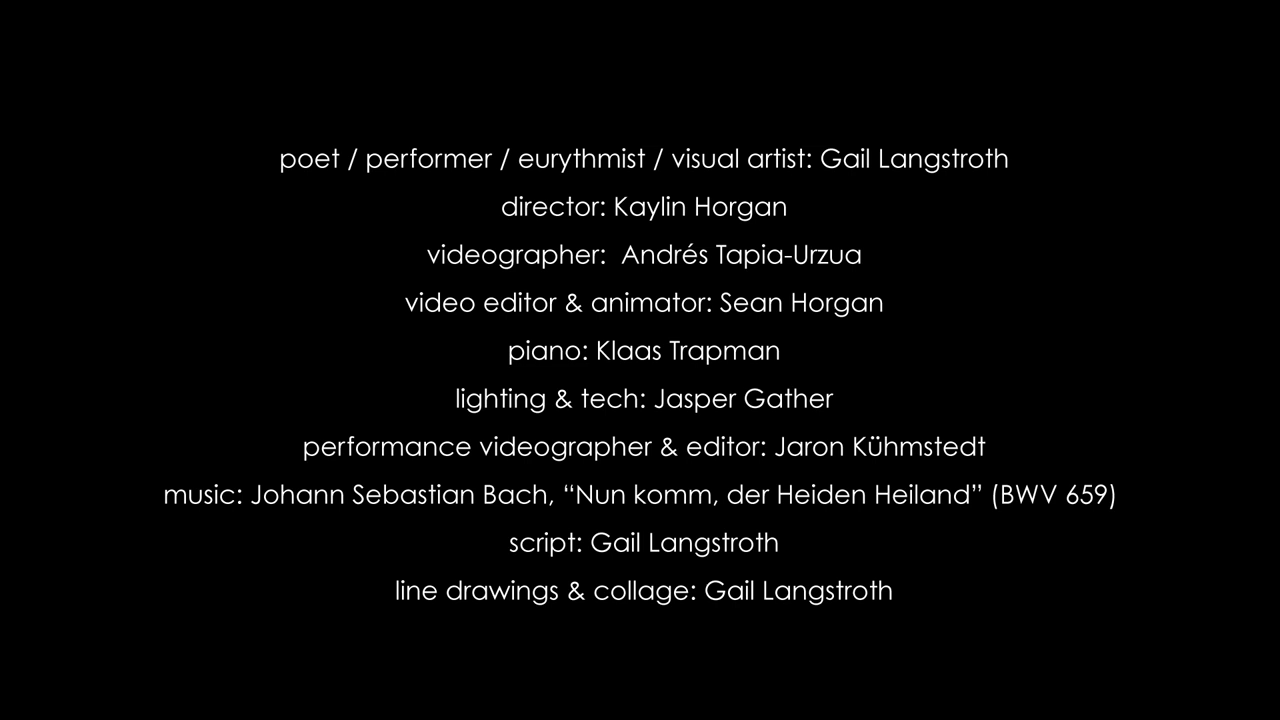 poet / performer / eurythmist / visual artist: Gail Langstroth
director: Kaylin Horgan
videographer:  Andrés Tapia-Urzua
video editor & animator: Sean Horgan
piano: Klaas Trapman
lighting & tech: Jasper Gather
performance videographer & editor: Jaron Kühmstedt
music: Johann Sebastian Bach, “Nun komm, der Heiden Heiland” (BWV 659)
script: Gail Langstroth
line drawings & collage: Gail Langstroth